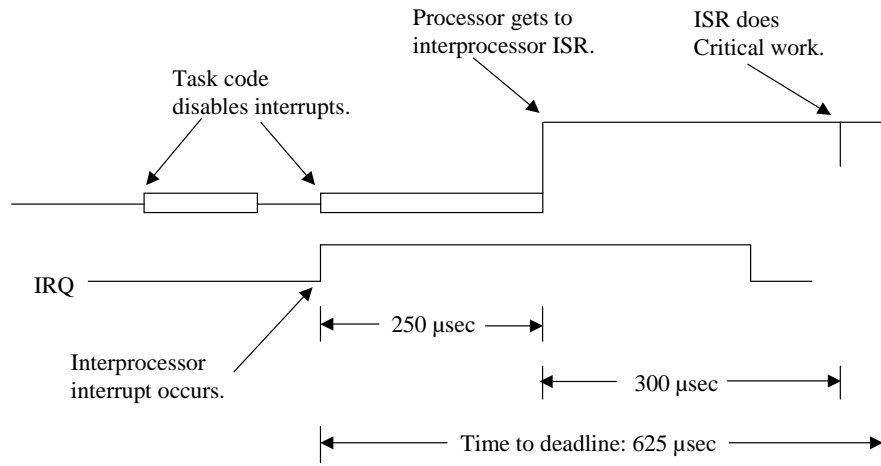 Processor gets to
interprocessor ISR.
ISR does
Critical work.
Task code
disables interrupts.
IRQ
250 μsec
Interprocessor
interrupt occurs.
300 μsec
Time to deadline: 625 μsec